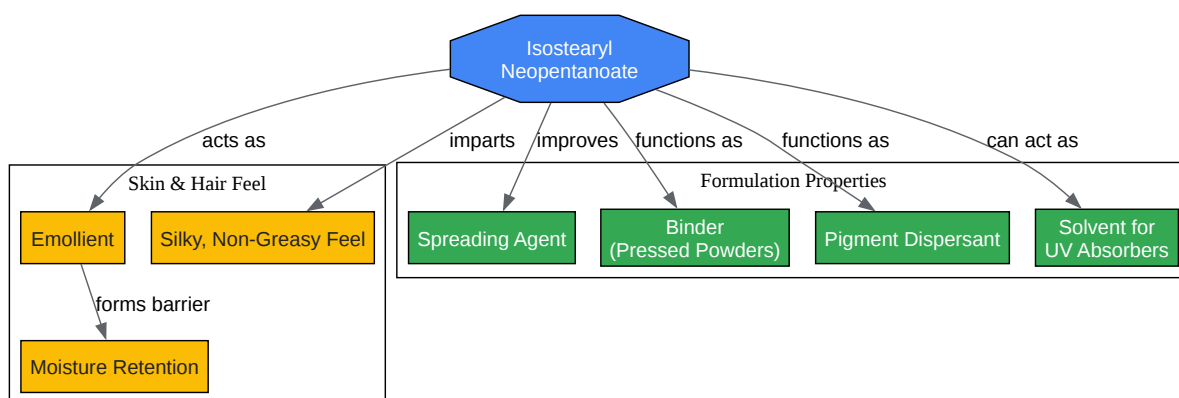 Isostearyl
Neopentanoate
acts as
imparts
improves
functions as
functions as
can act as
Skin & Hair Feel
Formulation Properties
Emollient
Silky, Non-Greasy Feel
Spreading Agent
Binder
(Pressed Powders)
Pigment Dispersant
Solvent for
UV Absorbers
forms barrier
Moisture Retention